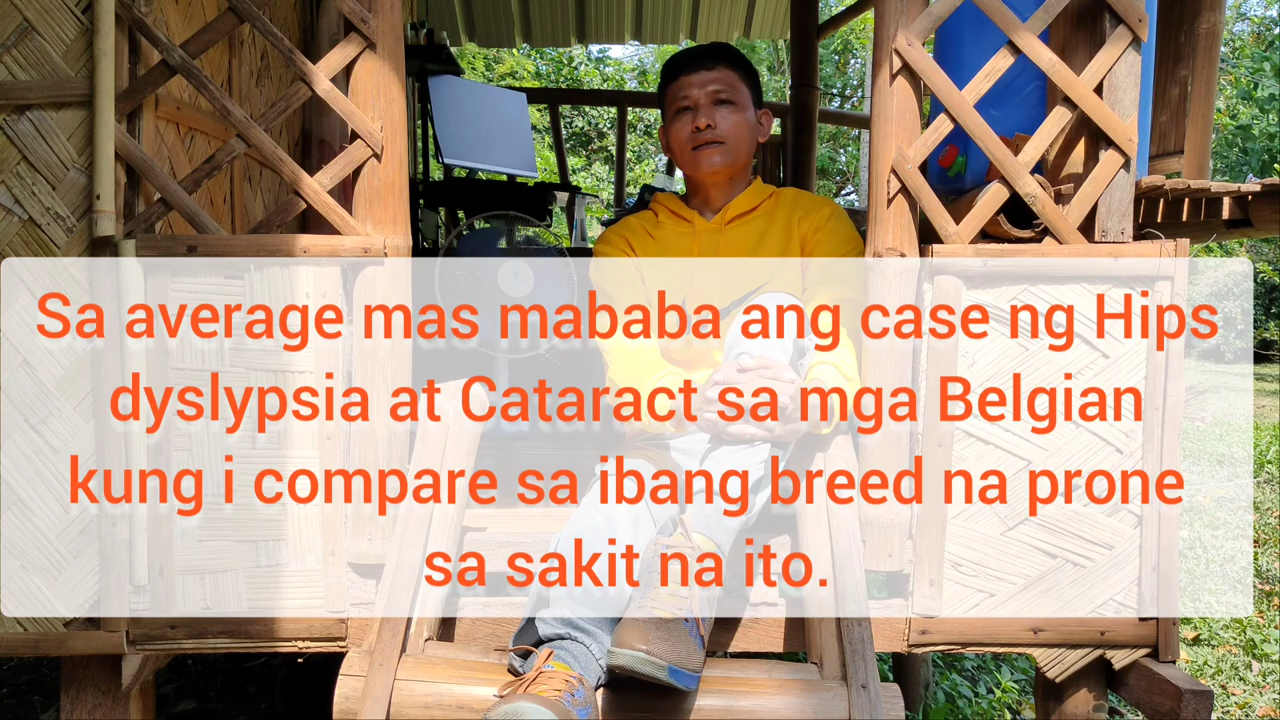 Sa average mas mababa ang case ng Hips
dyslypsia at Cataract sa mga Belgian
kung i compare sa ibang breed na prone
sa sakit na ito.